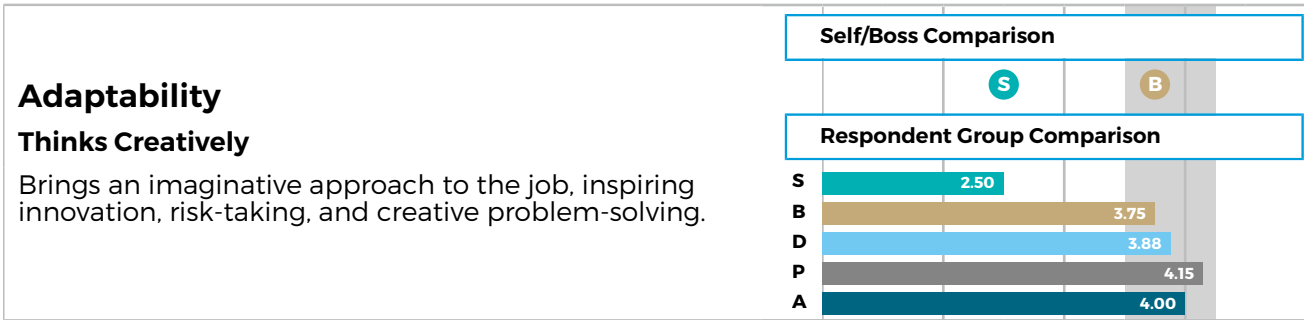 Adaptability
Thinks Creatively
Brings an imaginative approach to the job, inspiring
innovation, risk-taking, and creative problem-solving.
Self/Boss Comparison
S B
Respondent Group Comparison
S 2.50
B 3.75
D 3.88
P 4.15
A 4.00